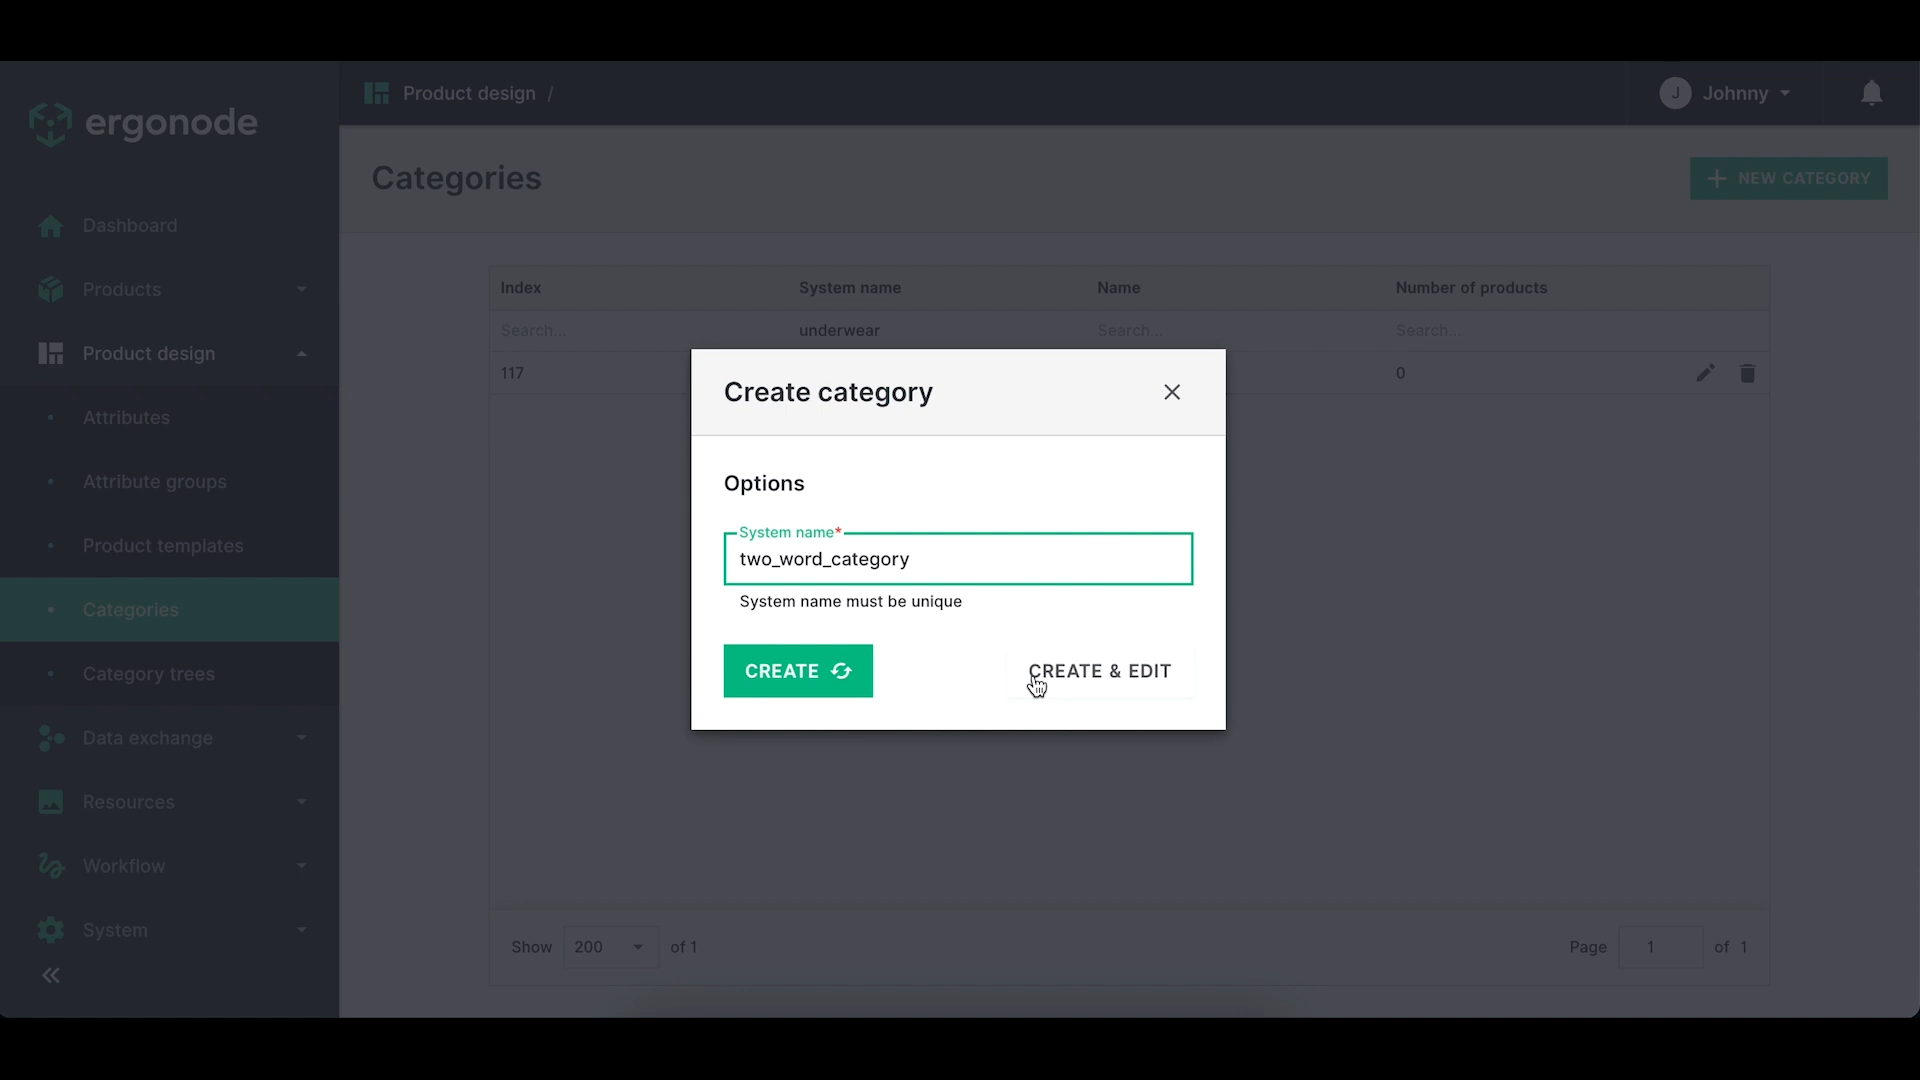 ergonode
Product design /
J Johnny
Categories
+ NEW CATEGORY
Dashboard
Products
Product design
Attributes
Attribute groups
Product templates
Categories
Category trees
Data exchange
Resources
Workflow
System
Index System name Name Number of products
Search... underwear Search... Search...
117 0
Create category
Options
System name*
two_word_category
System name must be unique
CREATE CREATE & EDIT
Show 200 of 1 Page 1 of 1